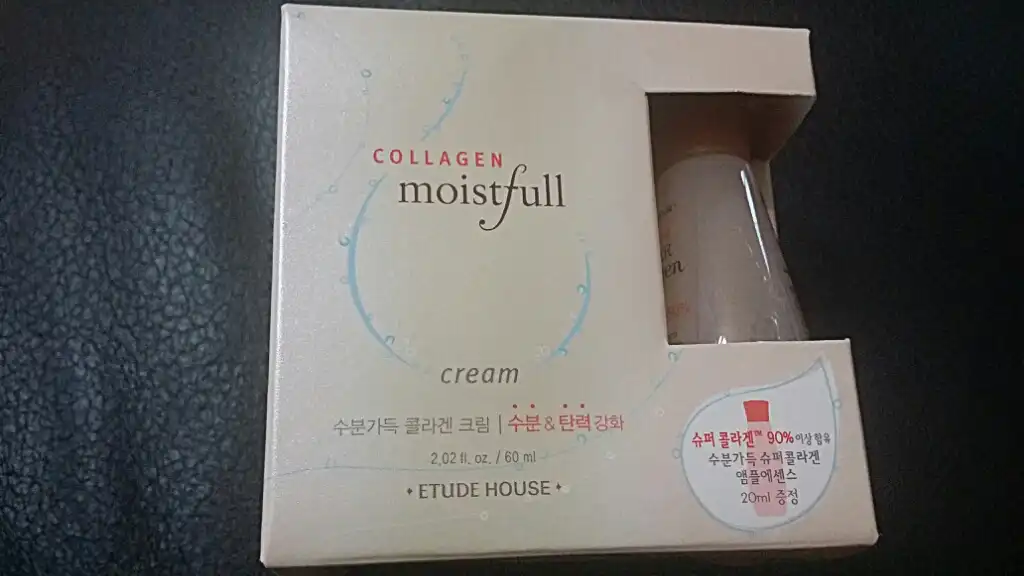 COLLAGEN
moistfull
cream
수분가득 콜라겐 크림 | 수분 & 탄력 강화
2.02 fl. oz. / 60 ml
ETUDE HOUSE
슈퍼 콜라겐™ 90% 이상 함유
수분가득 슈퍼콜라겐
앰플에센스
20ml 증정